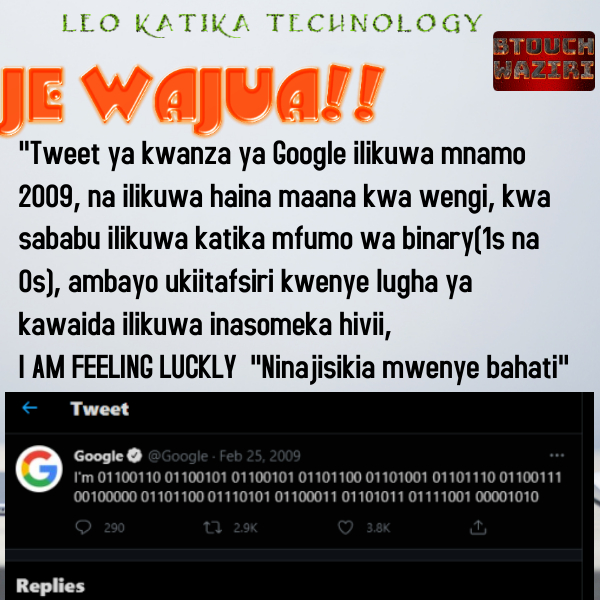 LEO KATIKA TECHNOLOGY
BTOUCH
WAZIRI
JE WAJUA!!
"Tweet ya kwanza ya Google ilikuwa mnamo
2009, na ilikuwa haina maana kwa wengi, kwa
sababu ilikuwa katika mfumo wa binary(1s na
0s), ambayo ukiitafsiri kwenye lugha ya
kawaida ilikuwa inasomeka hivii,
I AM FEELING LUCKLY "Ninajisikia mwenye bahati"
Tweet
Google @Google · Feb 25, 2009
I'm 01100110 01100101 01100101 01101100 01101001 01101110 01100111
00100000 01101100 01110101 01100011 01101011 01111001 00001010
290 2.9K 3.8K
Replies